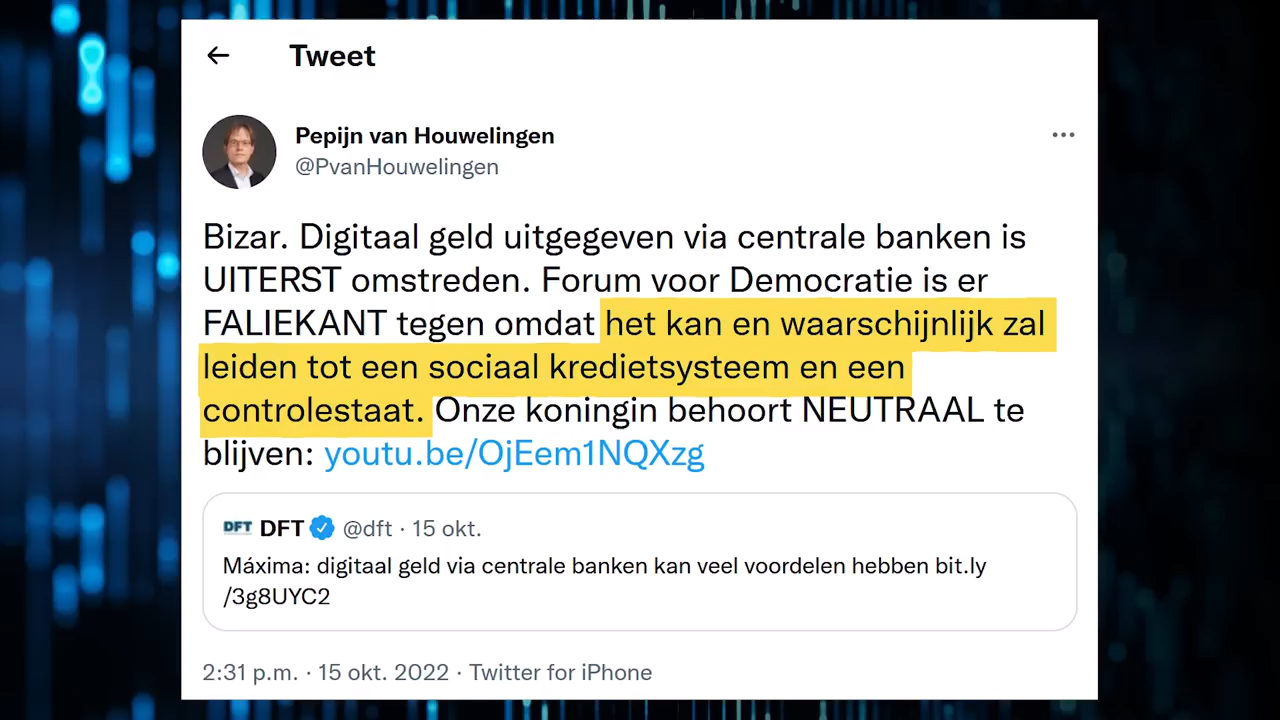 Tweet
Pepijn van Houwelingen
@PvanHouwelingen
Bizar. Digitaal geld uitgegeven via centrale banken is
UITERST omstreden. Forum voor Democratie is er
FALIEKANT tegen omdat het kan en waarschijnlijk zal
leiden tot een sociaal kredietsysteem en een
controlestaat. Onze koningin behoort NEUTRAAL te
blijven: youtu.be/OjEem1NQXzg
DFT DFT @dft · 15 okt.
Máxima: digitaal geld via centrale banken kan veel voordelen hebben bit.ly
/3g8UYC2
2:31 p.m. · 15 okt. 2022 · Twitter for iPhone